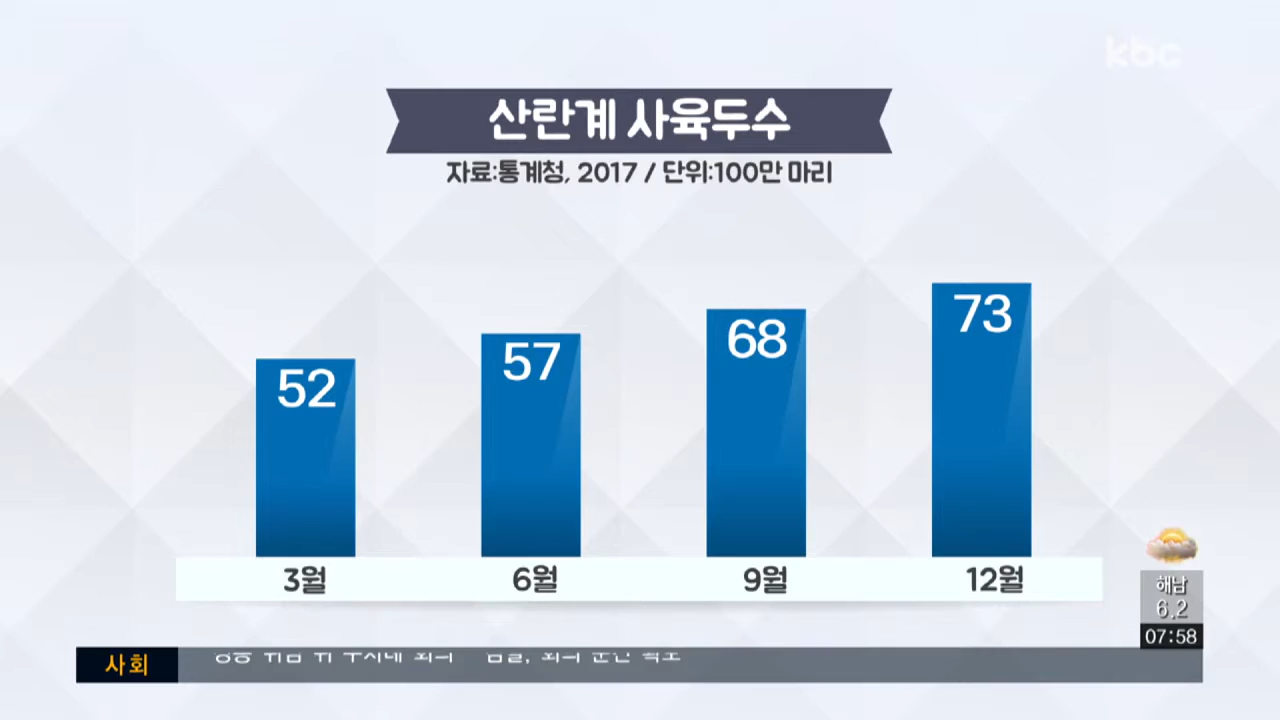 kbc
산란계 사육두수
자료:통계청, 2017 / 단위:100만 마리
52
57
68
73
3월
6월
9월
12월
해남
6.2
07:58
사회